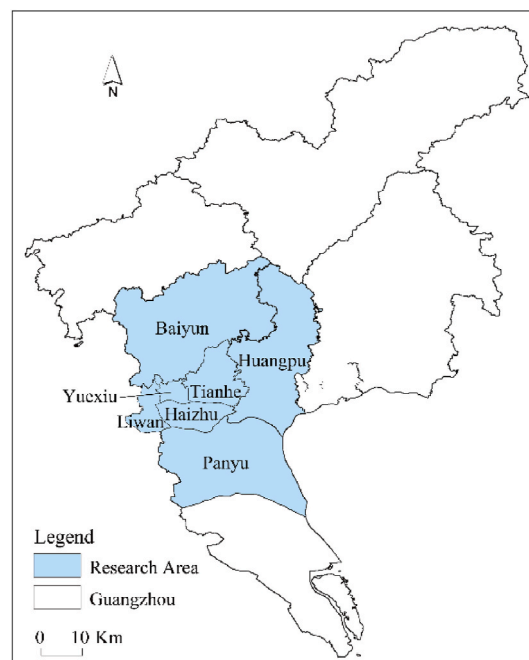 N
Baiyun
Huangpu
Yuexiu
Tianhe
Liwan
Haizhu
Panyu
Legend
Research Area
Guangzhou
0 10 Km